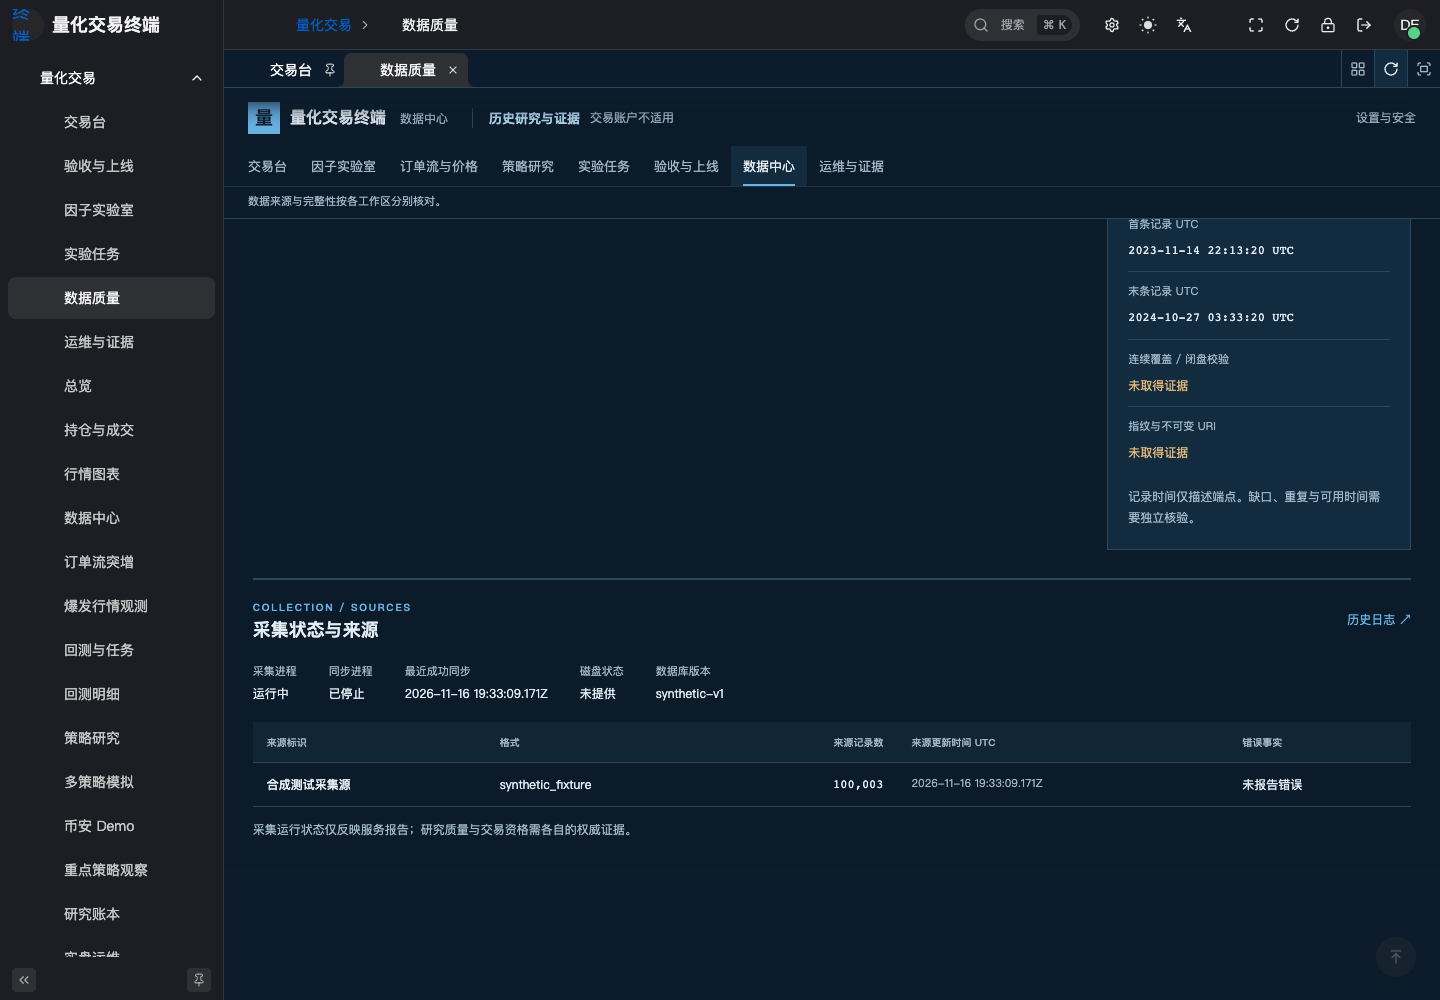 终端
量化交易终端
量化交易
数据质量
搜索
⌘ K
DE
量化交易
交易台
验收与上线
因子实验室
实验任务
数据质量
运维与证据
总览
持仓与成交
行情图表
数据中心
订单流突增
爆发行情观测
回测与任务
回测明细
策略研究
多策略模拟
币安 Demo
重点策略观察
研究账本
实盘运维
交易台
数据质量
量
量化交易终端
数据中心
历史研究与证据
交易账户不适用
设置与安全
交易台
因子实验室
订单流与价格
策略研究
实验任务
验收与上线
数据中心
运维与证据
数据来源与完整性按各工作区分别核对。
首条记录 UTC
2023-11-14 22:13:20 UTC
末条记录 UTC
2024-10-27 03:33:20 UTC
连续覆盖 / 闭盘校验
未取得证据
指纹与不可变 URI
未取得证据
记录时间仅描述端点。缺口、重复与可用时间需
要独立核验。
COLLECTION / SOURCES
采集状态与来源
历史日志 ↗
采集进程
同步进程
最近成功同步
磁盘状态
数据库版本
运行中
已停止
2026-11-16 19:33:09.171Z
未提供
synthetic-v1
来源标识
格式
来源记录数
来源更新时间 UTC
错误事实
合成测试采集源
synthetic_fixture
100,003
2026-11-16 19:33:09.171Z
未报告错误
采集运行状态仅反映服务报告；研究质量与交易资格需各自的权威证据。